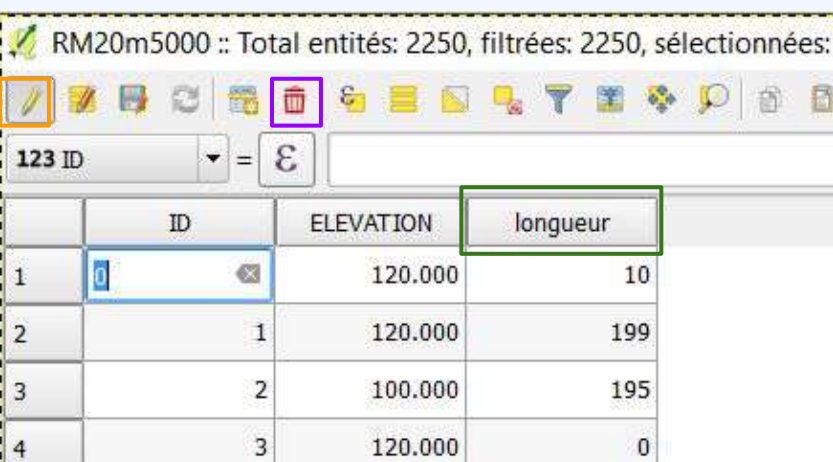 RM20m5000 :: Total entités: 2250, filtrées: 2250, sélectionnées:
123 ID = ε
ID ELEVATION longueur
1 0 120.000 10
2 1 120.000 199
3 2 100.000 195
4 3 120.000 0